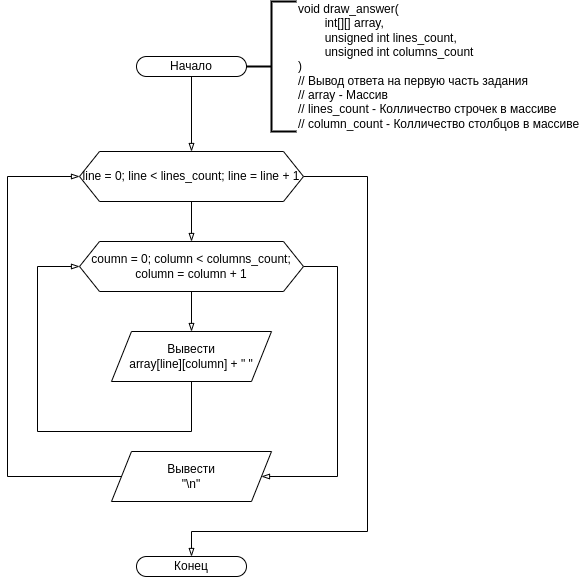 void draw_answer(
int[][] array,
unsigned int lines_count,
unsigned int columns_count
)
// Вывод ответа на первую часть задания
// array - Массив
// lines_count - Колличество строчек в массиве
// column_count - Колличество столбцов в массиве
Начало
line = 0; line < lines_count; line = line + 1
coumn = 0; column < columns_count;
column = column + 1
Вывести
array[line][column] + " "
Вывести
"\n"
Конец